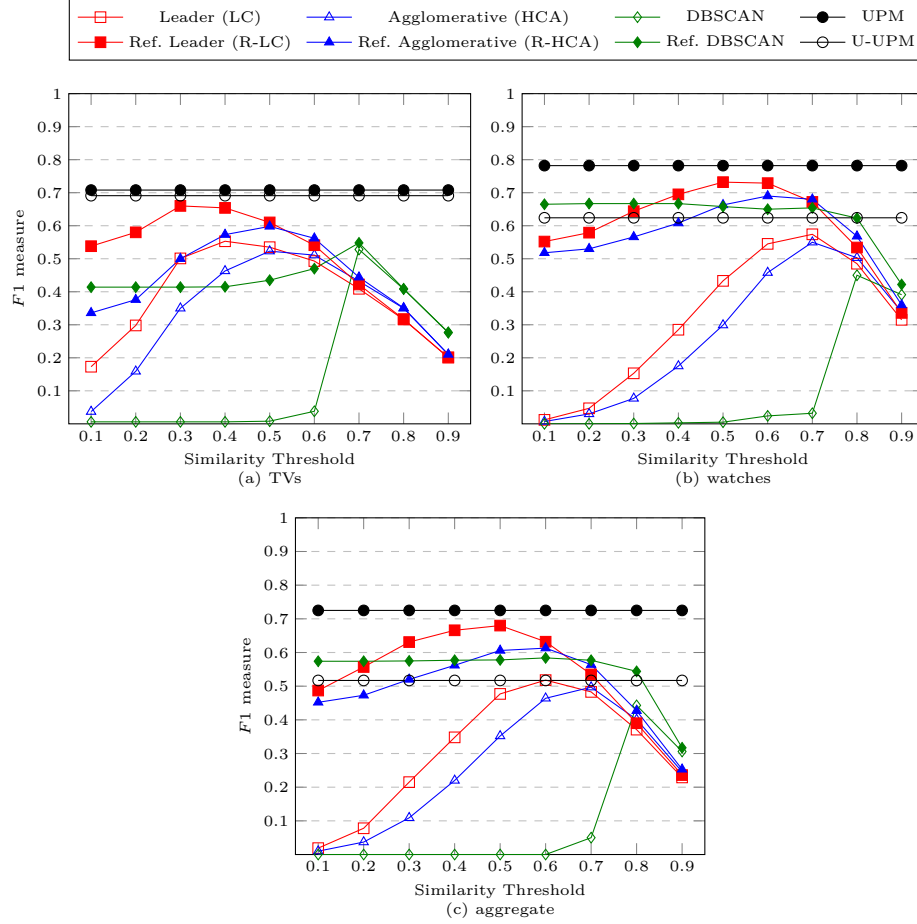 Leader (LC) Agglomerative (HCA) DBSCAN UPM
Ref. Leader (R-LC) Ref. Agglomerative (R-HCA) Ref. DBSCAN U-UPM
1
0.9
0.8
0.7
0.6
0.5
0.4
0.3
0.2
0.1
F1 measure
0.1 0.2 0.3 0.4 0.5 0.6 0.7 0.8 0.9
Similarity Threshold
(a) TVs
1
0.9
0.8
0.7
0.6
0.5
0.4
0.3
0.2
0.1
0.1 0.2 0.3 0.4 0.5 0.6 0.7 0.8 0.9
Similarity Threshold
(b) watches
1
0.9
0.8
0.7
0.6
0.5
0.4
0.3
0.2
0.1
F1 measure
0.1 0.2 0.3 0.4 0.5 0.6 0.7 0.8 0.9
Similarity Threshold
(c) aggregate